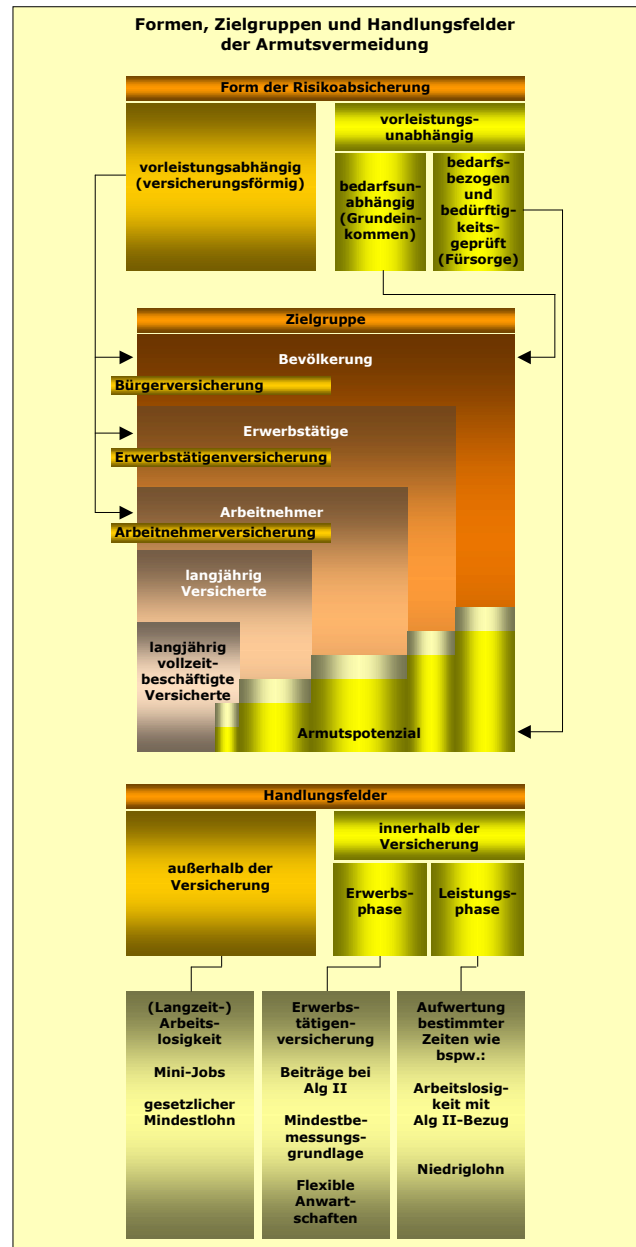 Formen, Zielgruppen und Handlungsfelder
der Armutsvermeidung
Form der Risikoabsicherung
vorleistungsabhängig
(versicherungsförmig)
vorleistungs-
unabhängig
bedarfsun-
abhängig
(Grundein-
kommen)
bedarfs-
bezogen
und
bedürftig-
keits-
geprüft
(Fürsorge)
Zielgruppe
Bevölkerung
Bürgerversicherung
Erwerbstätige
Erwerbstätigenversicherung
Arbeitnehmer
Arbeitnehmerversicherung
langjährig
Versicherte
langjährig
vollzeit-
beschäftigte
Versicherte
Armutspotenzial
Handlungsfelder
außerhalb der
Versicherung
innerhalb der
Versicherung
Erwerbs-
phase
Leistungs-
phase
(Langzeit-)
Arbeits-
losigkeit
Mini-Jobs
gesetzlicher
Mindestlohn
Erwerbs-
tätigen-
versicherung
Beiträge bei
Alg II
Mindestbe-
messungs-
grundlage
Flexible
Anwart-
schaften
Aufwertung
bestimmter
Zeiten wie
bspw.:
Arbeitslosig-
keit mit
Alg II-Bezug
Niedriglohn